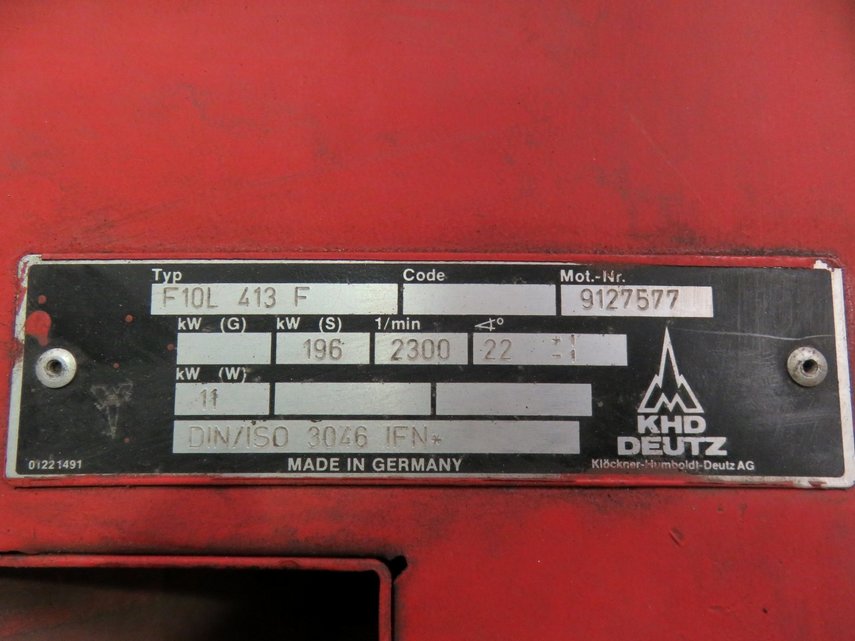 Typ Code Mot.-Nr.
F10L 413 F 9127577
kW (G) kW (S) 1/min ∢°
196 2300 22
kW (W)
11
DIN/ISO 3046 IFN*
KHD
DEUTZ
01221491 MADE IN GERMANY Klöckner-Humboldt-Deutz AG